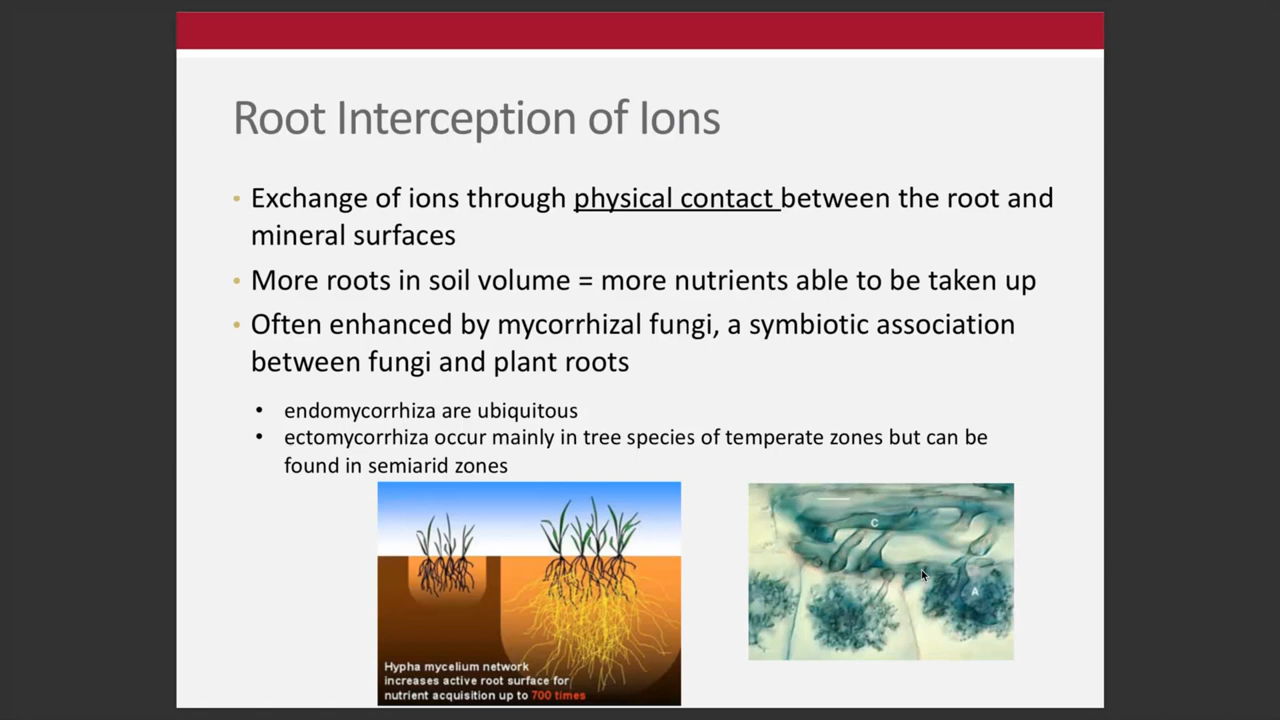 Root Interception of Ions
• Exchange of ions through physical contact between the root and
mineral surfaces
• More roots in soil volume = more nutrients able to be taken up
• Often enhanced by mycorrhizal fungi, a symbiotic association
between fungi and plant roots
• endomycorrhiza are ubiquitous
• ectomycorrhiza occur mainly in tree species of temperate zones but can be
found in semiarid zones
Hypha mycelium network
increases active root surface for
nutrient acquisition up to 700 times
C
A